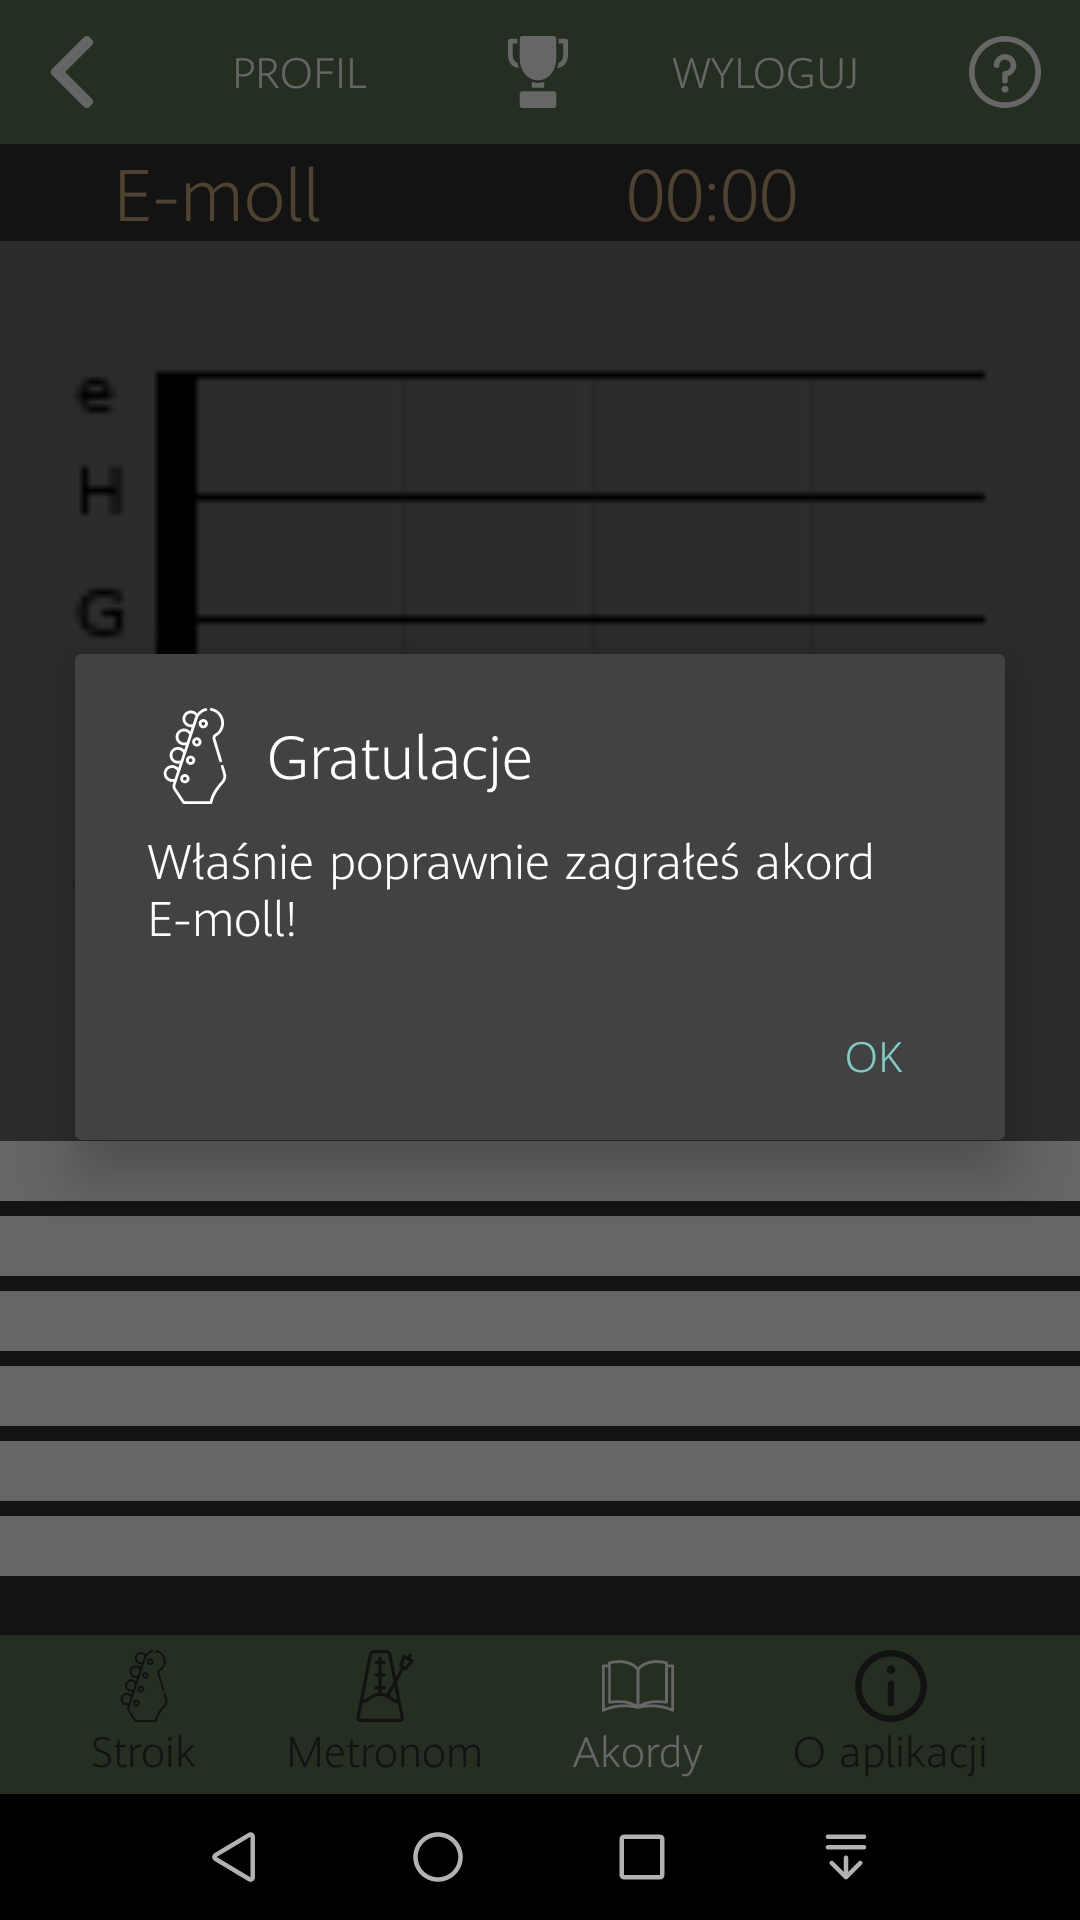 PROFIL WYLOGUJ ?
E-moll 00:00
e
H
G
Gratulacje
Właśnie poprawnie zagrałeś akord
E-moll!
OK
Stroik Metronom Akordy O aplikacji